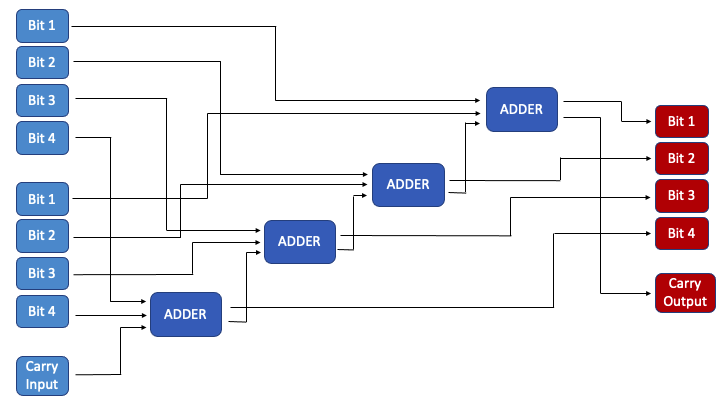 Bit 1
Bit 2
Bit 3
Bit 4
Bit 1
Bit 2
Bit 3
Bit 4
Carry
Input
ADDER
ADDER
ADDER
ADDER
Bit 1
Bit 2
Bit 3
Bit 4
Carry
Output